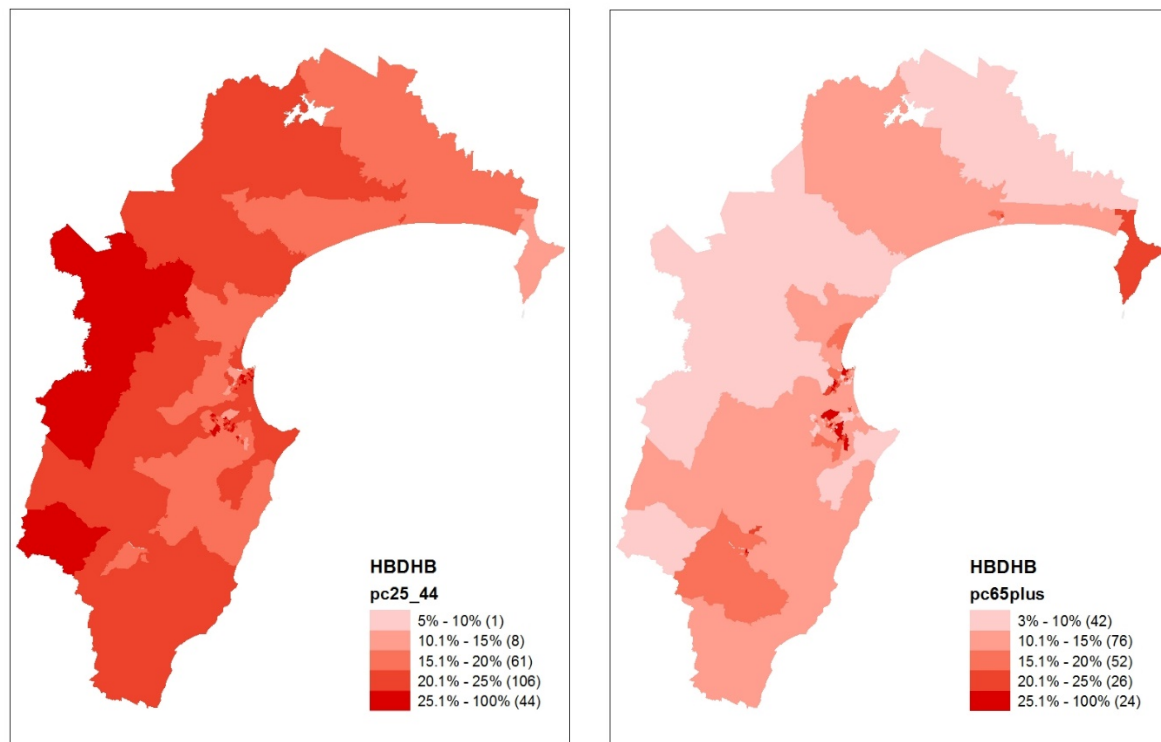 HBDHB
pc25_44
5% - 10% (1)
10.1% - 15% (8)
15.1% - 20% (61)
20.1% - 25% (106)
25.1% - 100% (44)
HBDHB
pc65plus
3% - 10% (42)
10.1% - 15% (76)
15.1% - 20% (52)
20.1% - 25% (26)
25.1% - 100% (24)